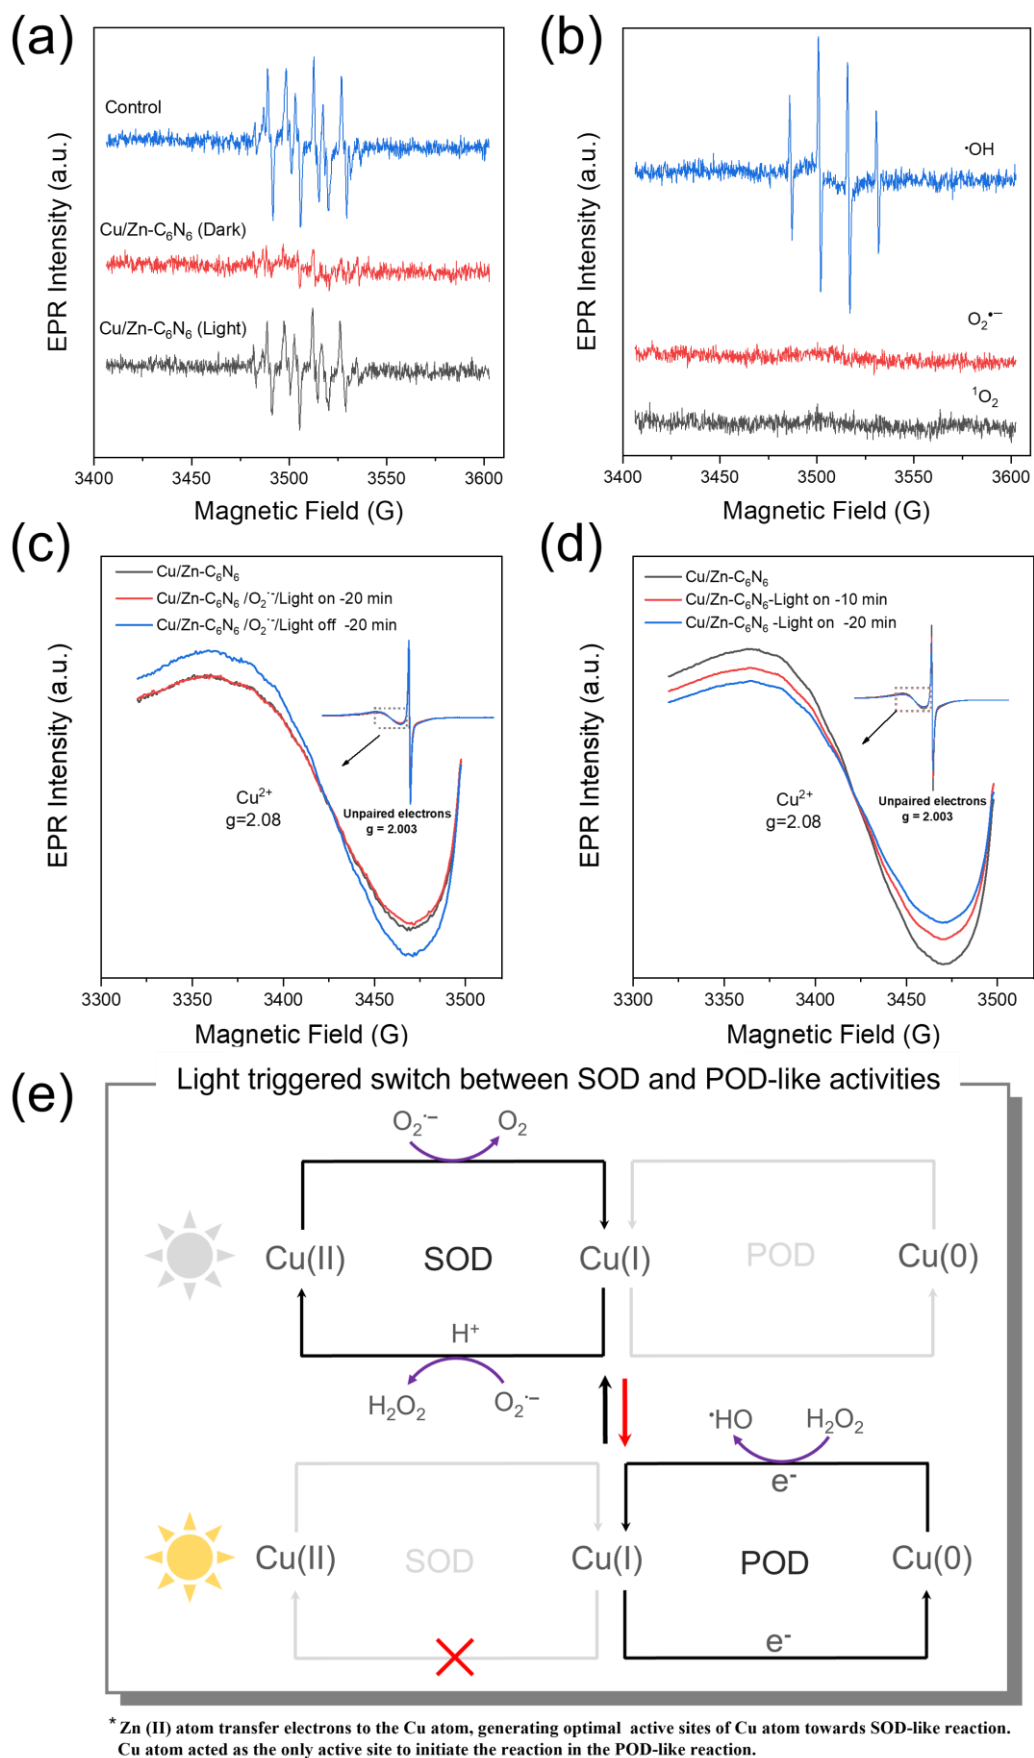 (a)
Control
Cu/Zn-C₆N₆ (Dark)
Cu/Zn-C₆N₆ (Light)
EPR Intensity (a.u.)
3400 3450 3500 3550 3600
Magnetic Field (G)
(b)
•OH
O₂•−
¹O₂
EPR Intensity (a.u.)
3400 3450 3500 3550 3600
Magnetic Field (G)
(c)
Cu/Zn-C₆N₆
Cu/Zn-C₆N₆ /O₂·⁻/Light on -20 min
Cu/Zn-C₆N₆ /O₂·⁻/Light off -20 min
Cu²⁺
g=2.08
Unpaired electrons
g = 2.003
EPR Intensity (a.u.)
3300 3350 3400 3450 3500
Magnetic Field (G)
(d)
Cu/Zn-C₆N₆
Cu/Zn-C₆N₆-Light on -10 min
Cu/Zn-C₆N₆ -Light on -20 min
Cu²⁺
g=2.08
Unpaired electrons
g = 2.003
EPR Intensity (a.u.)
3300 3350 3400 3450 3500
Magnetic Field (G)
(e)
Light triggered switch between SOD and POD-like activities
O₂·⁻ O₂
Cu(II) SOD Cu(I) POD Cu(0)
H⁺
H₂O₂ O₂·⁻
•HO H₂O₂
e⁻
Cu(II) SOD Cu(I) POD Cu(0)
e⁻
* Zn (II) atom transfer electrons to the Cu atom, generating optimal active sites of Cu atom towards SOD-like reaction.
Cu atom acted as the only active site to initiate the reaction in the POD-like reaction.